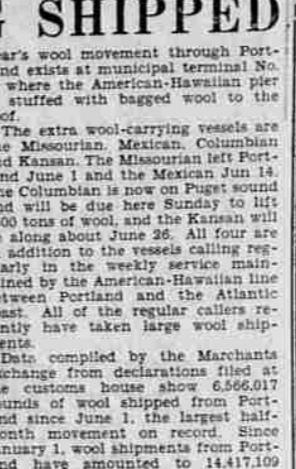 G SHIPPED
ear's wool movement through Port-
nd exists at municipal terminal No.
where the American-Hawaiian pier
stuffed with bagged wool to the
of.
The extra wool-carrying vessels are
e Missourian, Mexican, Columbian
d Kansan. The Missourian left Port-
nd June 1 and the Mexican Jun 14.
he Columbian is now on Puget sound
nd will be due here Sunday to lift
00 tons of wool, and the Kansan will
along about June 26. All four are
addition to the vessels calling reg-
arly in the weekly service main-
ined by the American-Hawaiian line
tween Portland and the Atlantic
ast. All of the regular callers re-
ntly have taken large wool ship-
ents.
Data compiled by the Marchants
xchange from declarations filed at
e customs house show 6,566,017
unds of wool shipped from Port-
nd since June 1, the largest half-
onth movement on record. Since
nuary 1, wool shipments from Port-
nd have amounted to 14,417,109